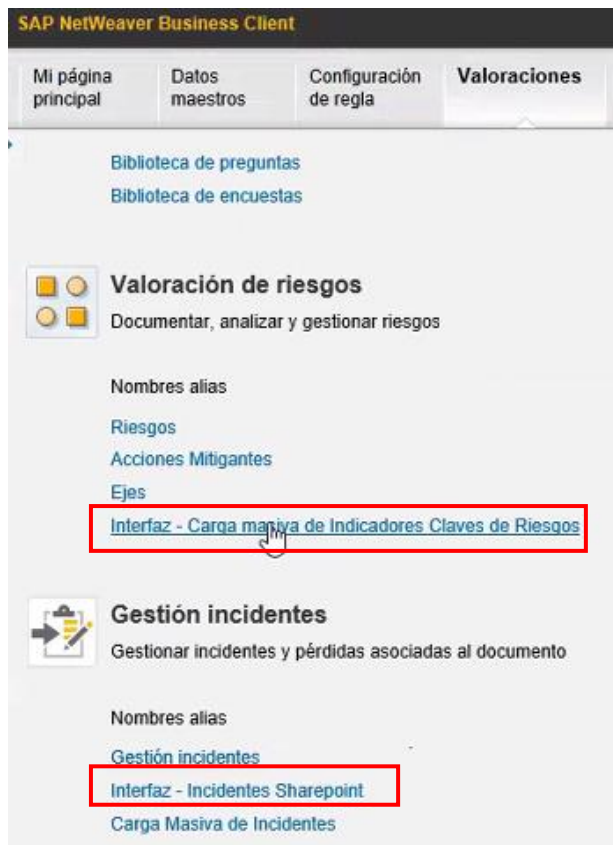 SAP NetWeaver Business Client
Mi página principal
Datos maestros
Configuración de regla
Valoraciones
Biblioteca de preguntas
Biblioteca de encuestas
Valoración de riesgos
Documentar, analizar y gestionar riesgos
Nombres alias
Riesgos
Acciones Mitigantes
Ejes
Interfaz - Carga masiva de Indicadores Claves de Riesgos
Gestión incidentes
Gestionar incidentes y pérdidas asociadas al documento
Nombres alias
Gestión incidentes
Interfaz - Incidentes Sharepoint
Carga Masiva de Incidentes